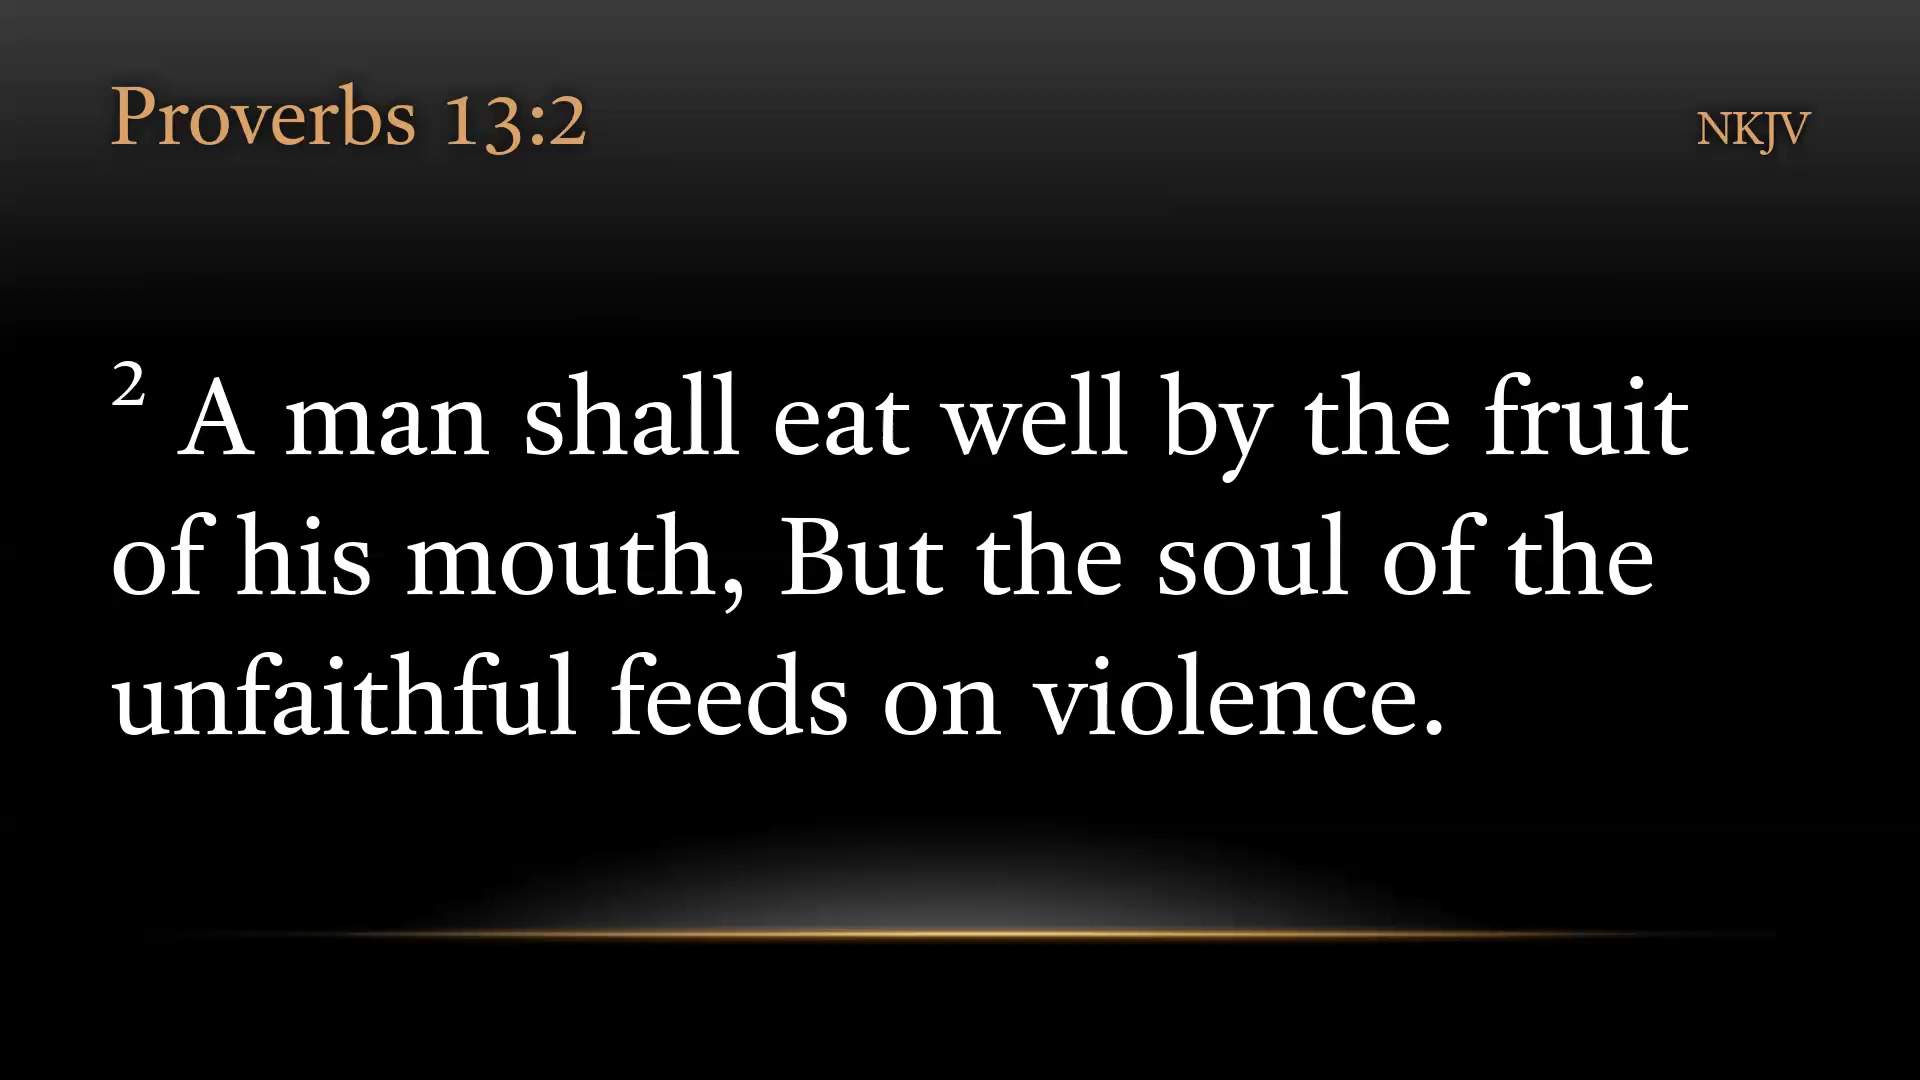 Proverbs 13:2
NKJV
2 A man shall eat well by the fruit
of his mouth, But the soul of the
unfaithful feeds on violence.